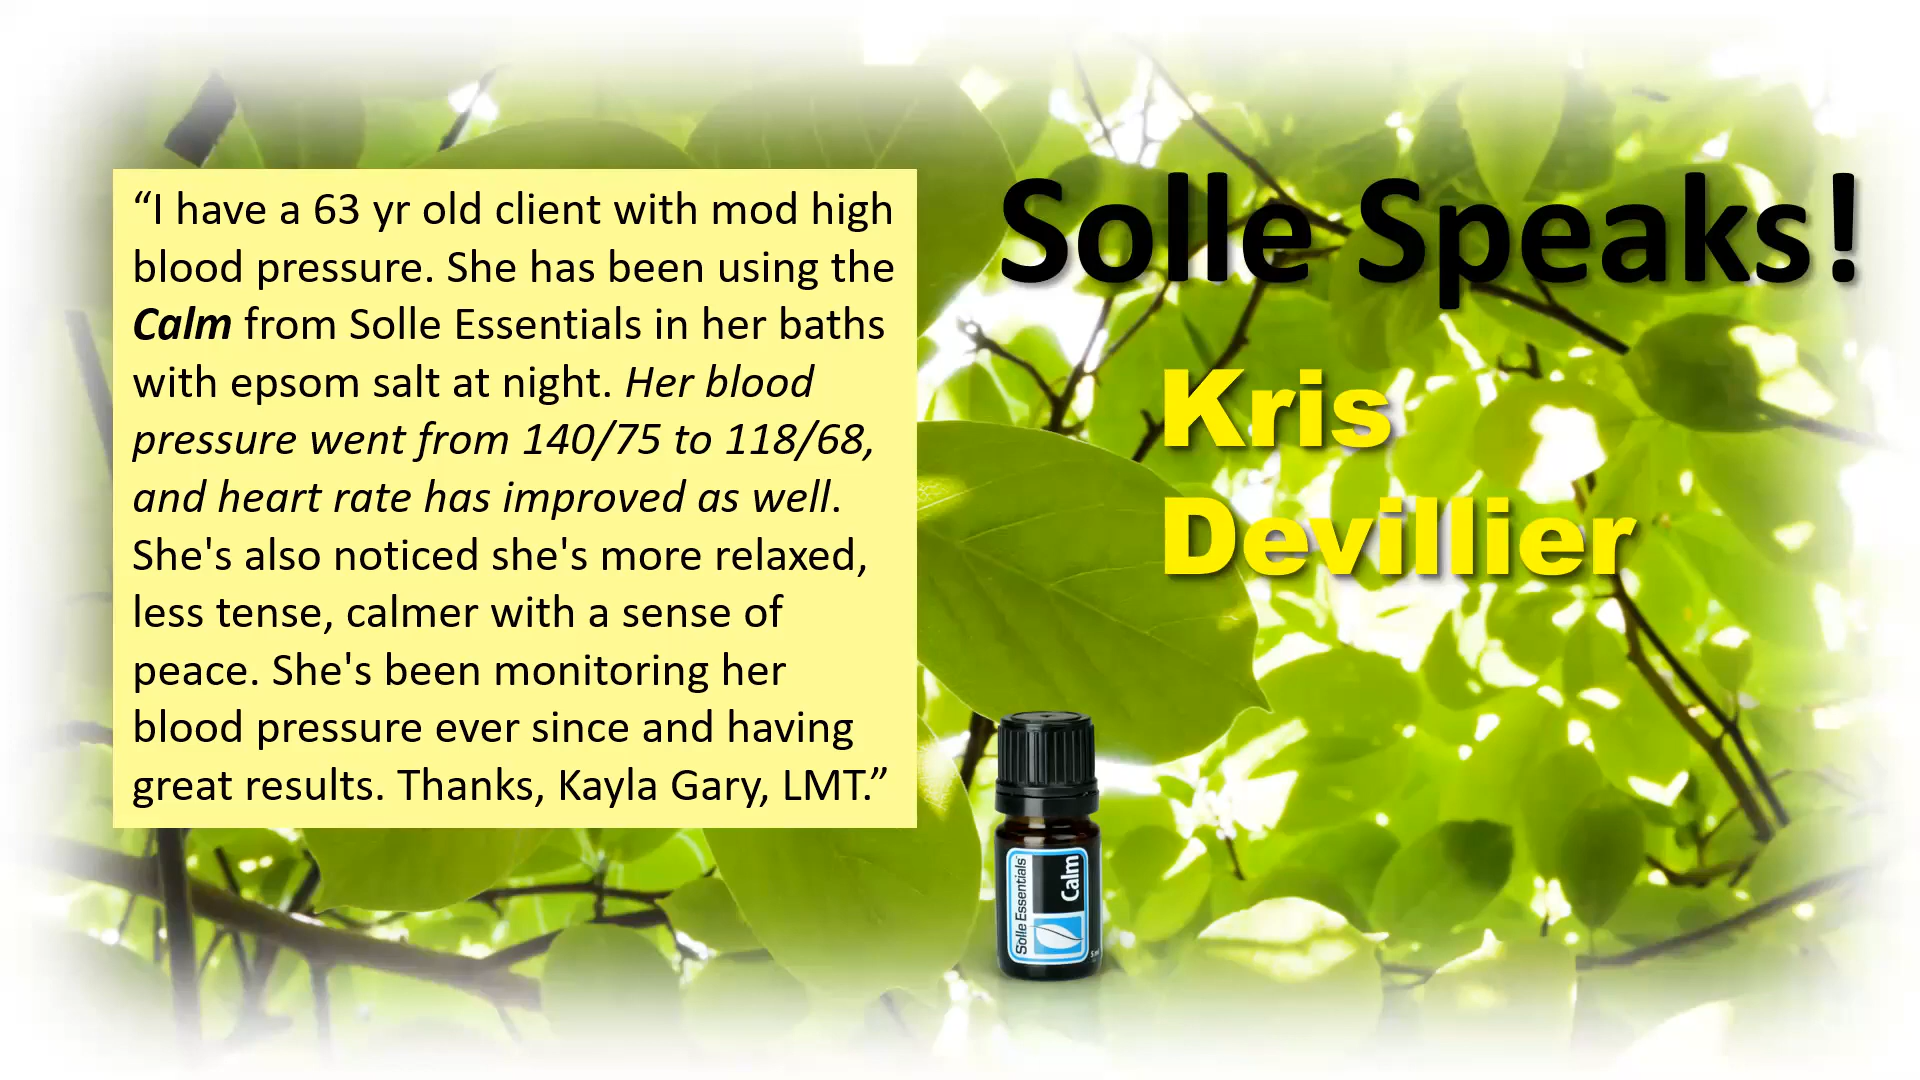 “I have a 63 yr old client with mod high
blood pressure. She has been using the
Calm from Solle Essentials in her baths
with epsom salt at night. Her blood
pressure went from 140/75 to 118/68,
and heart rate has improved as well.
She's also noticed she's more relaxed,
less tense, calmer with a sense of
peace. She's been monitoring her
blood pressure ever since and having
great results. Thanks, Kayla Gary, LMT.”
Solle Speaks!
Kris
Devillier
Solle Essentials
Calm